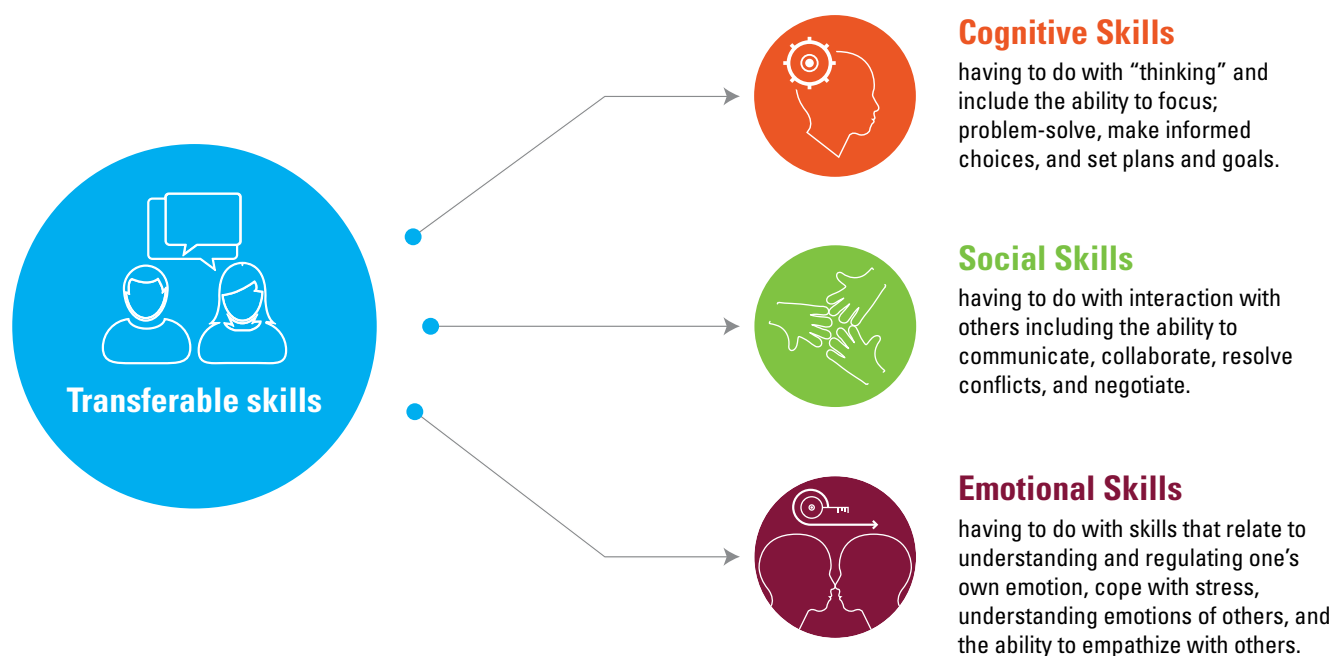 Transferable skills
Cognitive Skills
having to do with “thinking” and
include the ability to focus;
problem-solve, make informed
choices, and set plans and goals.
Social Skills
having to do with interaction with
others including the ability to
communicate, collaborate, resolve
conflicts, and negotiate.
Emotional Skills
having to do with skills that relate to
understanding and regulating one’s
own emotion, cope with stress,
understanding emotions of others, and
the ability to empathize with others.